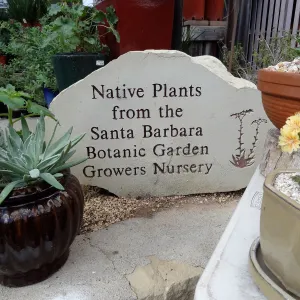 Native Plants
from the
Santa Barbara
Botanic Garden
Growers Nursery